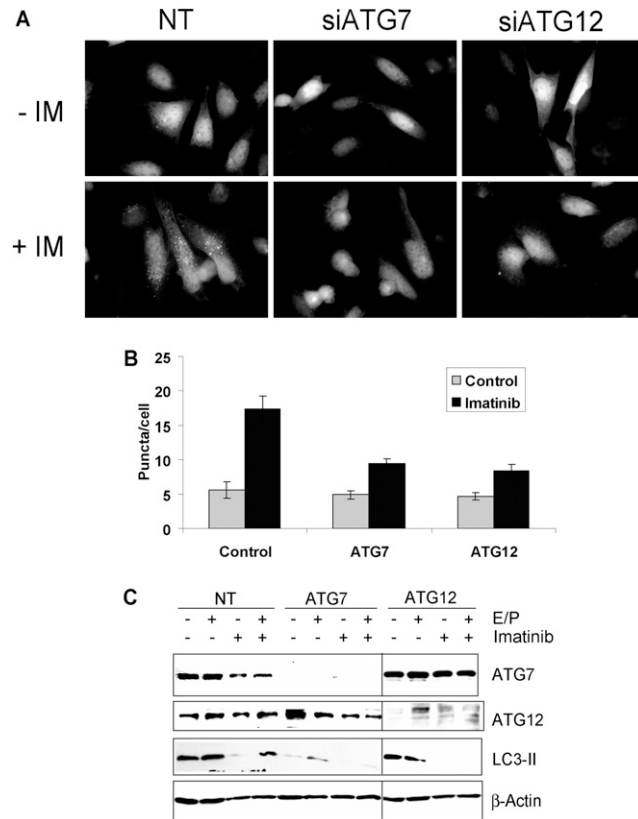 A
NT siATG7 siATG12
- IM
+ IM
B
25
20
15
10
5
0
Puncta/cell
Control
Imatinib
Control ATG7 ATG12
C
NT ATG7 ATG12
- + - + - + - + - + - + E/P
- - + + - - + + - - + + Imatinib
ATG7
ATG12
LC3-II
β-Actin